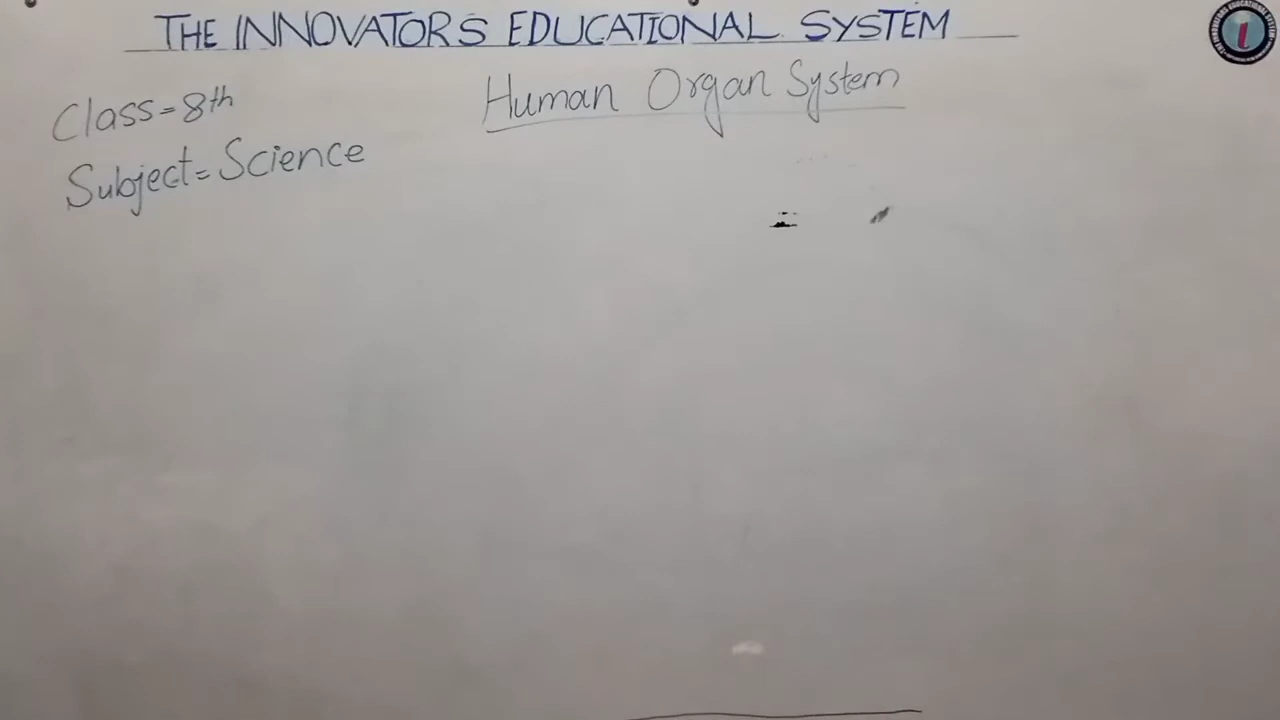 THE INNOVATORS EDUCATIONAL SYSTEM
Human Organ System
Class=8th
Subject=Science